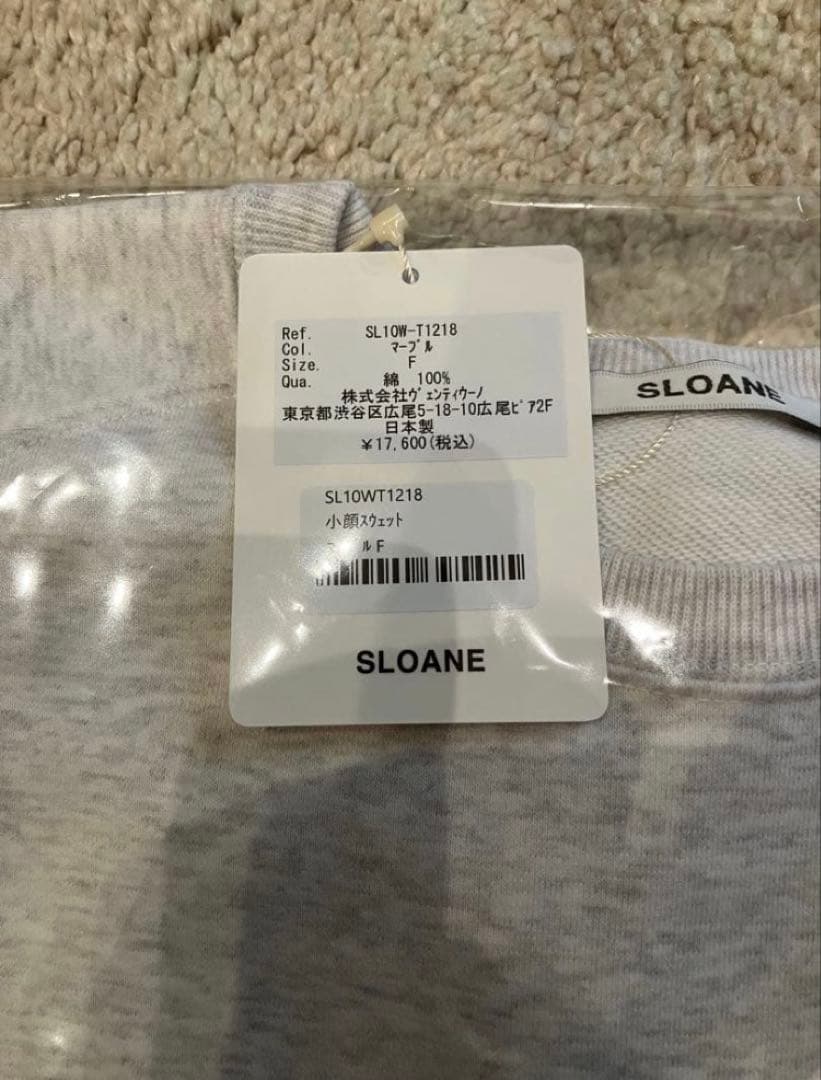 Ref. SL10W-T1218
Col. ﾏｰﾌﾞﾙ
Size. F
Qua. 綿 100%
株式会社ヴェンティウーノ
東京都渋谷区広尾5-18-10広尾ﾋﾟｱ2F
日本製
¥17,600(税込)
SL10WT1218
小顔ｽｳｪｯﾄ
ﾙ F
SLOANE
SLOANE